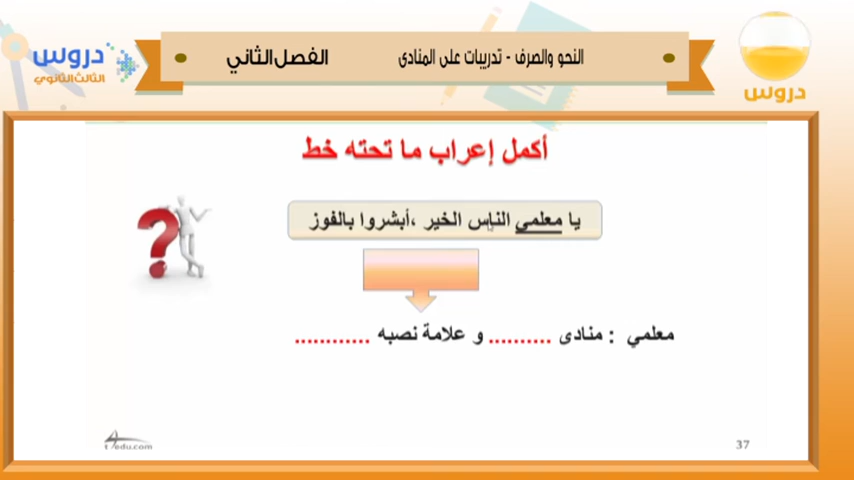 النحو والصرف - تدريبات على المنادى
الفصل الثاني
دروس
الثالث الثانوي
دروس
أكمل إعراب ما تحته خط
يا معلمي الناس الخير ،أبشروا بالفوز
معلمي : منادى .......... و علامة نصبه ............
t4edu.com
37